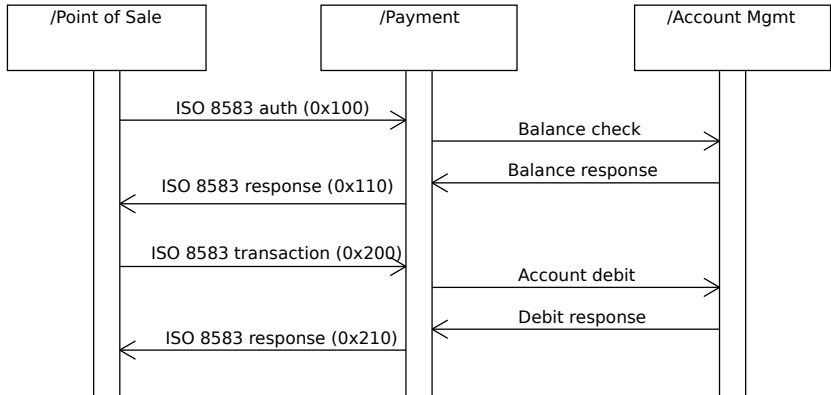 /Point of Sale
/Payment
/Account Mgmt
ISO 8583 auth (0x100)
Balance check
Balance response
ISO 8583 response (0x110)
ISO 8583 transaction (0x200)
Account debit
Debit response
ISO 8583 response (0x210)